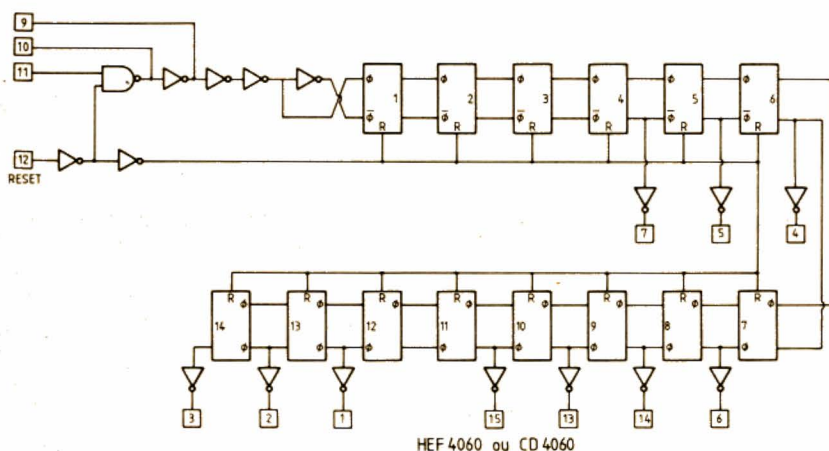 9
10
11
12
RESET
ϕ ϕ ϕ ϕ ϕ ϕ
1 2 3 4 5 6
ϕ̅ ϕ̅ ϕ̅ ϕ̅ ϕ̅ ϕ̅
R R R R R R
7 5 4
R R R R R R R R
ϕ ϕ ϕ ϕ ϕ ϕ ϕ
14 13 12 11 10 9 8 7
ϕ ϕ ϕ ϕ ϕ ϕ ϕ
3 2 1 15 13 14 6
HEF 4060 ou CD 4060